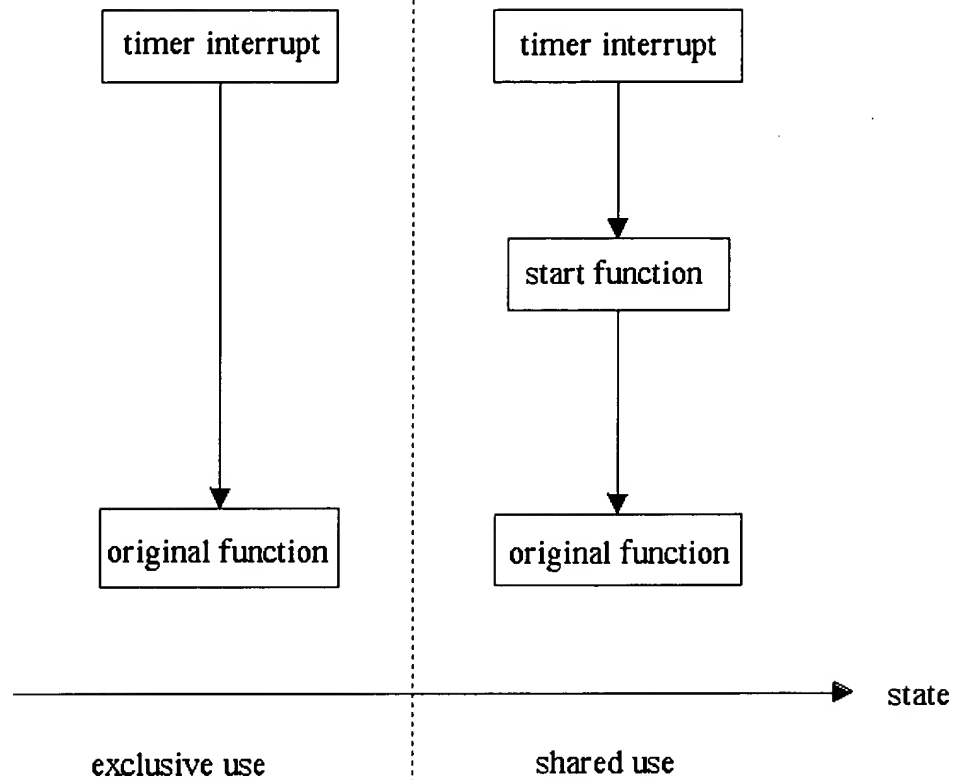 timer interrupt
timer interrupt
start function
original function
original function
state
exclusive use
shared use